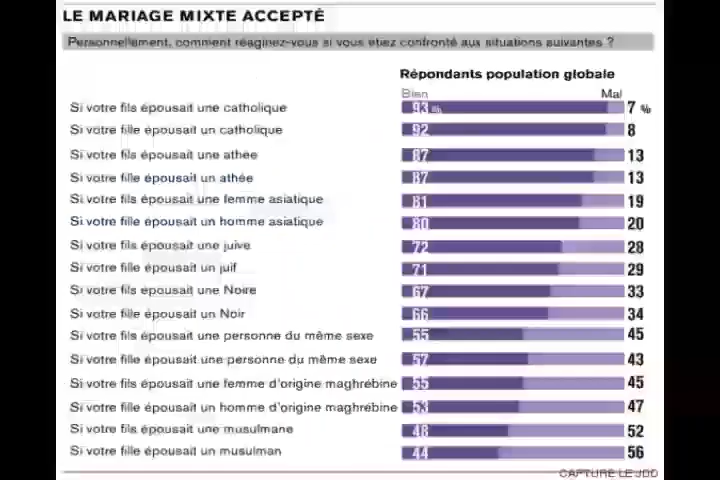 LE MARIAGE MIXTE ACCEPTÉ
Personnellement, comment réagiriez-vous si vous étiez confronté aux situations suivantes ?
Répondants population globale
Bien Mal
Si votre fils épousait une catholique 93 % 7 %
Si votre fille épousait un catholique 92 8
Si votre fils épousait une athée 87 13
Si votre fille épousait un athée 87 13
Si votre fils épousait une femme asiatique 81 19
Si votre fille épousait un homme asiatique 80 20
Si votre fils épousait une juive 72 28
Si votre fille épousait un juif 71 29
Si votre fils épousait une Noire 67 33
Si votre fille épousait un Noir 66 34
Si votre fils épousait une personne du même sexe 55 45
Si votre fille épousait une personne du même sexe 57 43
Si votre fils épousait une femme d'origine maghrébine 55 45
Si votre fille épousait un homme d'origine maghrébine 53 47
Si votre fils épousait une musulmane 48 52
Si votre fille épousait un musulman 44 56
CAPTURE LE JDD